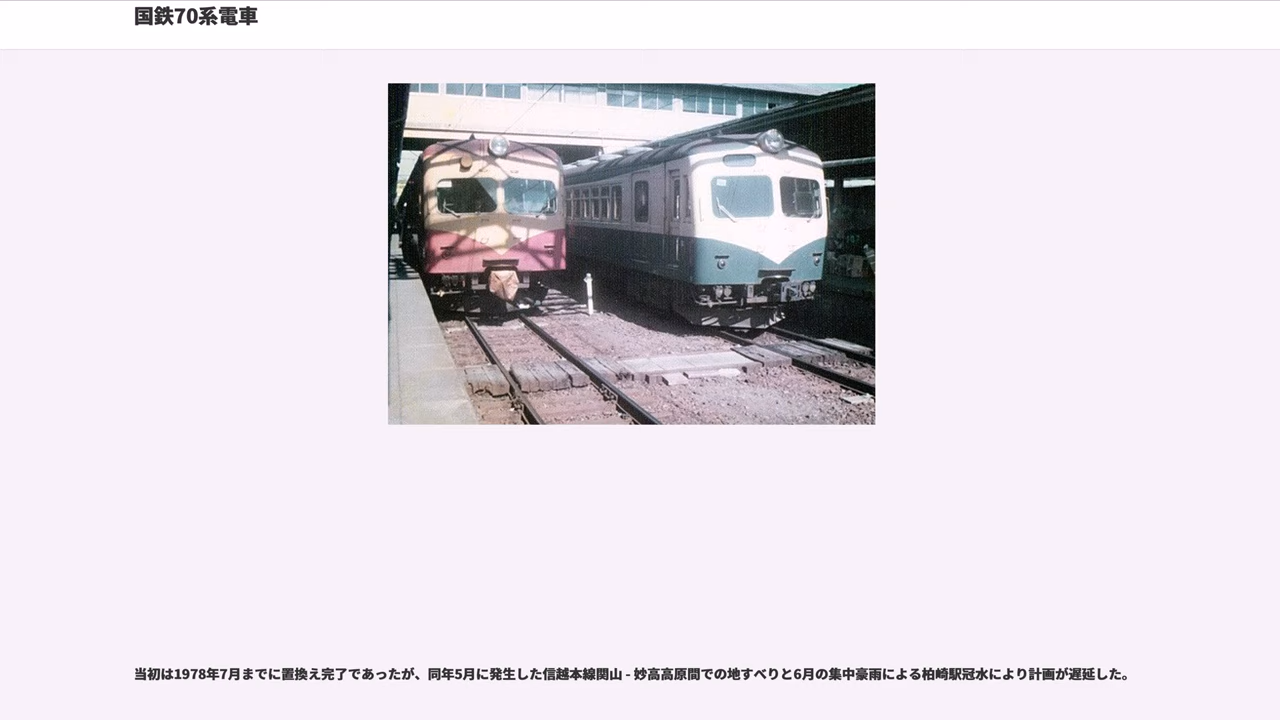 国鉄70系電車
当初は1978年7月までに置換え完了であったが、同年5月に発生した信越本線関山 - 妙高高原間での地すべりと6月の集中豪雨による柏崎駅冠水により計画が遅延した。